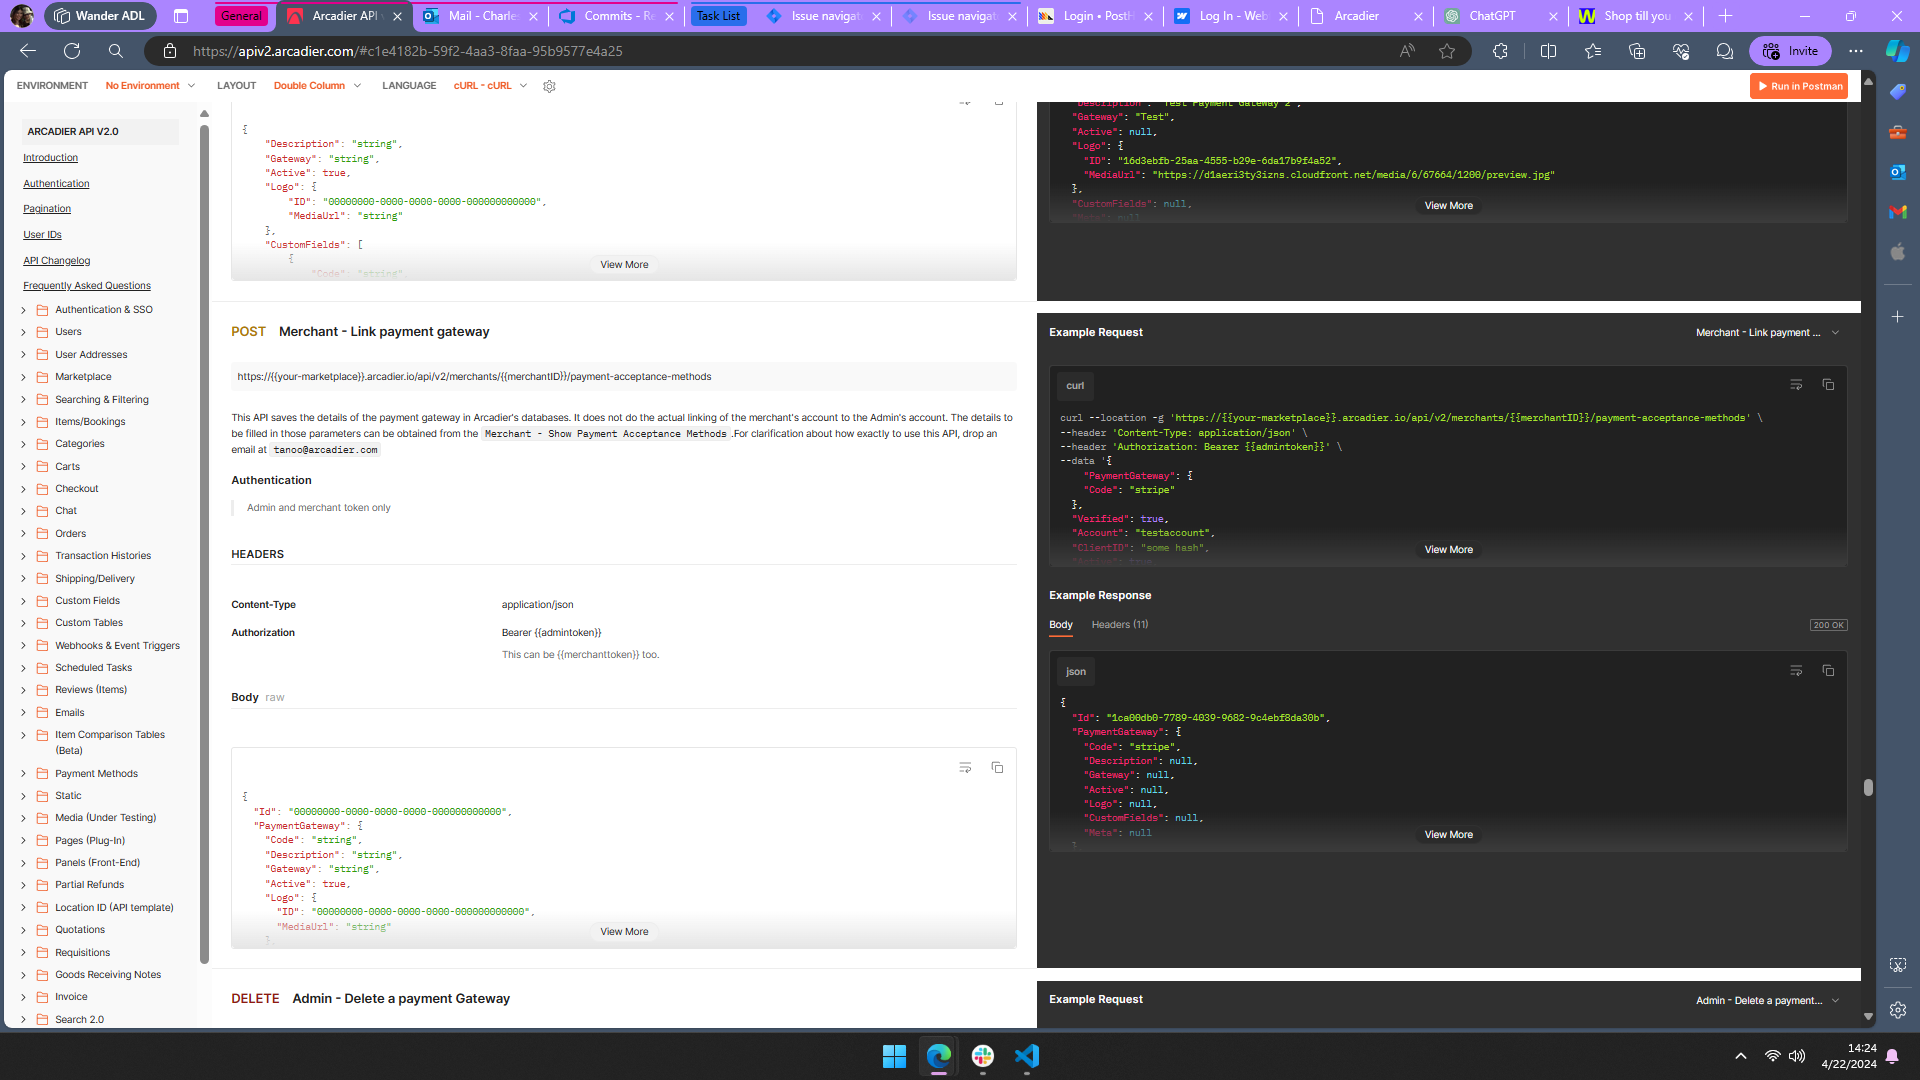 Wander ADL
General
Arcadier API
Mail - Charles
Commits - Re
Task List
Issue navigat
Issue navigati
Login • PostH
Log In - Web
Arcadier
ChatGPT
Shop till you
https://apiv2.arcadier.com/#c1e4182b-59f2-4aa3-8faa-95b9577e4a25
Invite
ENVIRONMENT No Environment LAYOUT Double Column LANGUAGE cURL - cURL
Run in Postman
ARCADIER API V2.0
Introduction
Authentication
Pagination
User IDs
API Changelog
Frequently Asked Questions
Authentication & SSO
Users
User Addresses
Marketplace
Searching & Filtering
Items/Bookings
Categories
Carts
Checkout
Chat
Orders
Transaction Histories
Shipping/Delivery
Custom Fields
Custom Tables
Webhooks & Event Triggers
Scheduled Tasks
Reviews (Items)
Emails
Item Comparison Tables
(Beta)
Payment Methods
Static
Media (Under Testing)
Pages (Plug-In)
Panels (Front-End)
Partial Refunds
Location ID (API template)
Quotations
Requisitions
Goods Receiving Notes
Invoice
Search 2.0
{
"Description": "string",
"Gateway": "string",
"Active": true,
"Logo": {
"ID": "00000000-0000-0000-0000-000000000000",
"MediaUrl": "string"
},
"CustomFields": [
{
"Code": "string",
View More
POST Merchant - Link payment gateway
https://{{your-marketplace}}.arcadier.io/api/v2/merchants/{{merchantID}}/payment-acceptance-methods
This API saves the details of the payment gateway in Arcadier's databases. It does not do the actual linking of the merchant's account to the Admin's account. The details to
be filled in those parameters can be obtained from the Merchant - Show Payment Acceptance Methods .For clarification about how exactly to use this API, drop an
email at tanoo@arcadier.com
Authentication
Admin and merchant token only
HEADERS
Content-Type application/json
Authorization Bearer {{admintoken}}
This can be {{merchanttoken}} too.
Body raw
{
"Id": "00000000-0000-0000-0000-000000000000",
"PaymentGateway": {
"Code": "string",
"Description": "string",
"Gateway": "string",
"Active": true,
"Logo": {
"ID": "00000000-0000-0000-0000-000000000000",
"MediaUrl": "string"
}
View More
DELETE Admin - Delete a payment Gateway
"Description": "Test Payment Gateway 2",
"Gateway": "Test",
"Active": null,
"Logo": {
"ID": "16d3ebfb-25aa-4555-b29e-6da17b9f4a52",
"MediaUrl": "https://d1aeri3ty3izns.cloudfront.net/media/6/67664/1200/preview.jpg"
},
"CustomFields": null,
"Meta": null
View More
Example Request Merchant - Link payment ...
curl
curl --location -g 'https://{{your-marketplace}}.arcadier.io/api/v2/merchants/{{merchantID}}/payment-acceptance-methods' \
--header 'Content-Type: application/json' \
--header 'Authorization: Bearer {{admintoken}}' \
--data '{
"PaymentGateway": {
"Code": "stripe"
},
"Verified": true,
"Account": "testaccount",
"ClientID": "some hash",
"Active": true
View More
Example Response
Body Headers (11) 200 OK
json
{
"Id": "1ca00db0-7789-4039-9682-9c4ebf8da30b",
"PaymentGateway": {
"Code": "stripe",
"Description": null,
"Gateway": null,
"Active": null,
"Logo": null,
"CustomFields": null,
"Meta": null
}
View More
Example Request Admin - Delete a payment...
14:24
4/22/2024